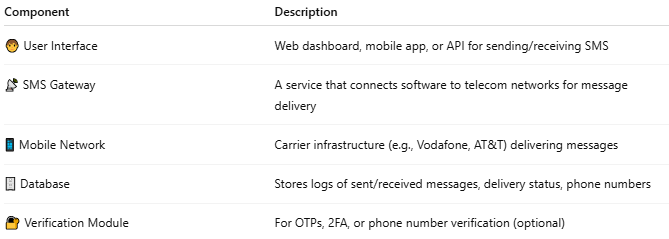 Component Description
User Interface Web dashboard, mobile app, or API for sending/receiving SMS
SMS Gateway A service that connects software to telecom networks for message
delivery
Mobile Network Carrier infrastructure (e.g., Vodafone, AT&T) delivering messages
Database Stores logs of sent/received messages, delivery status, phone numbers
Verification Module For OTPs, 2FA, or phone number verification (optional)